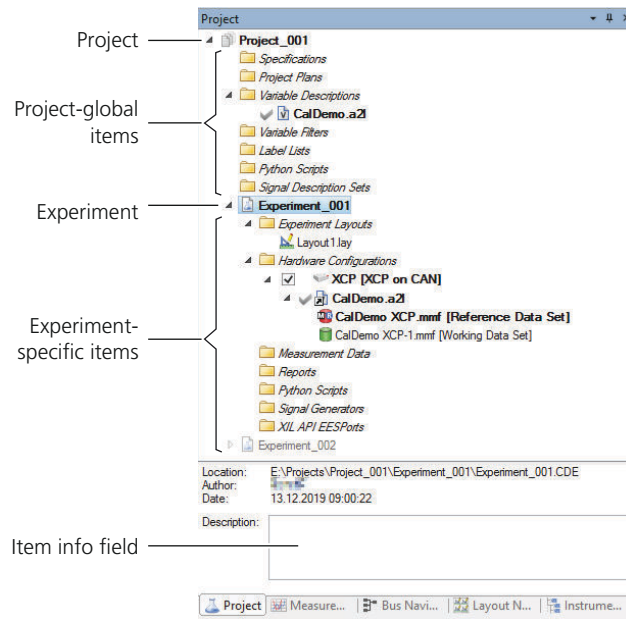 Project
Project
Project_001
Specifications
Project Plans
Project-global items
Variable Descriptions
CalDemo.a2l
Variable Filters
Label Lists
Python Scripts
Signal Description Sets
Experiment
Experiment_001
Experiment Layouts
Layout1.lay
Hardware Configurations
XCP [XCP on CAN]
CalDemo.a2l
Experiment-specific items
CalDemo XCP.mmf [Reference Data Set]
CalDemo XCP-1.mmf [Working Data Set]
Measurement Data
Reports
Python Scripts
Signal Generators
XIL API EESPorts
Experiment_002
Location: E:\Projects\Project_001\Experiment_001\Experiment_001.CDE
Author:
Date: 13.12.2019 09:00:22
Description:
Item info field
Project Measure... Bus Navi... Layout N... Instrume...